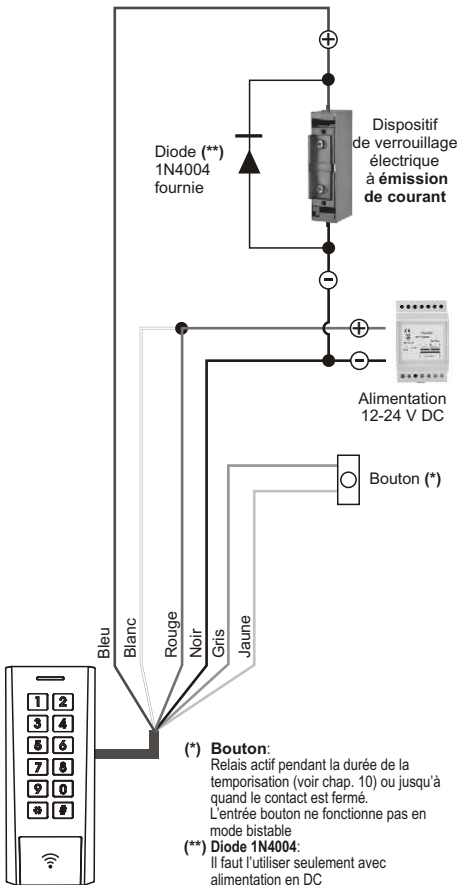 +
Dispositif
de verrouillage
électrique
à émission
de courant
Diode (**)
1N4004
fournie
-
+
-
Alimentation
12-24 V DC
Bouton (*)
Bleu
Blanc
Rouge
Noir
Gris
Jaune
1 2
3 4
5 6
7 8
9 0
* #
(*) Bouton:
Relais actif pendant la durée de la
temporisation (voir chap. 10) ou jusqu'à
quand le contact est fermé.
L'entrée bouton ne fonctionne pas en
mode bistable
(**) Diode 1N4004:
Il faut l'utiliser seulement avec
alimentation en DC